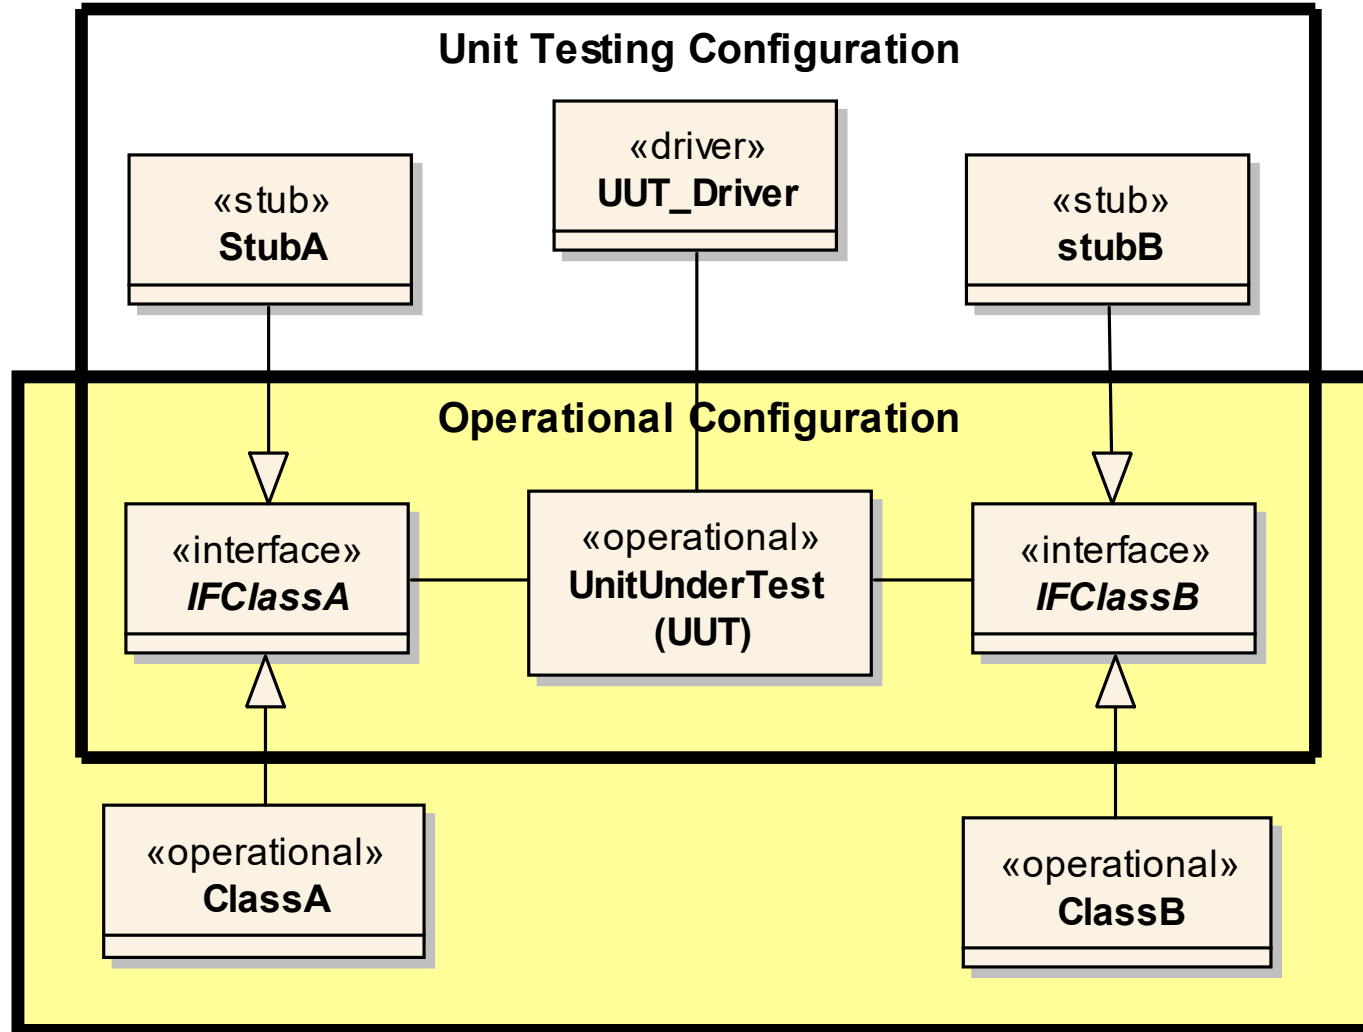 Unit Testing Configuration
«driver»
UUT_Driver
«stub»
StubA
«stub»
stubB
Operational Configuration
«interface»
IFClassA
«operational»
UnitUnderTest
(UUT)
«interface»
IFClassB
«operational»
ClassA
«operational»
ClassB